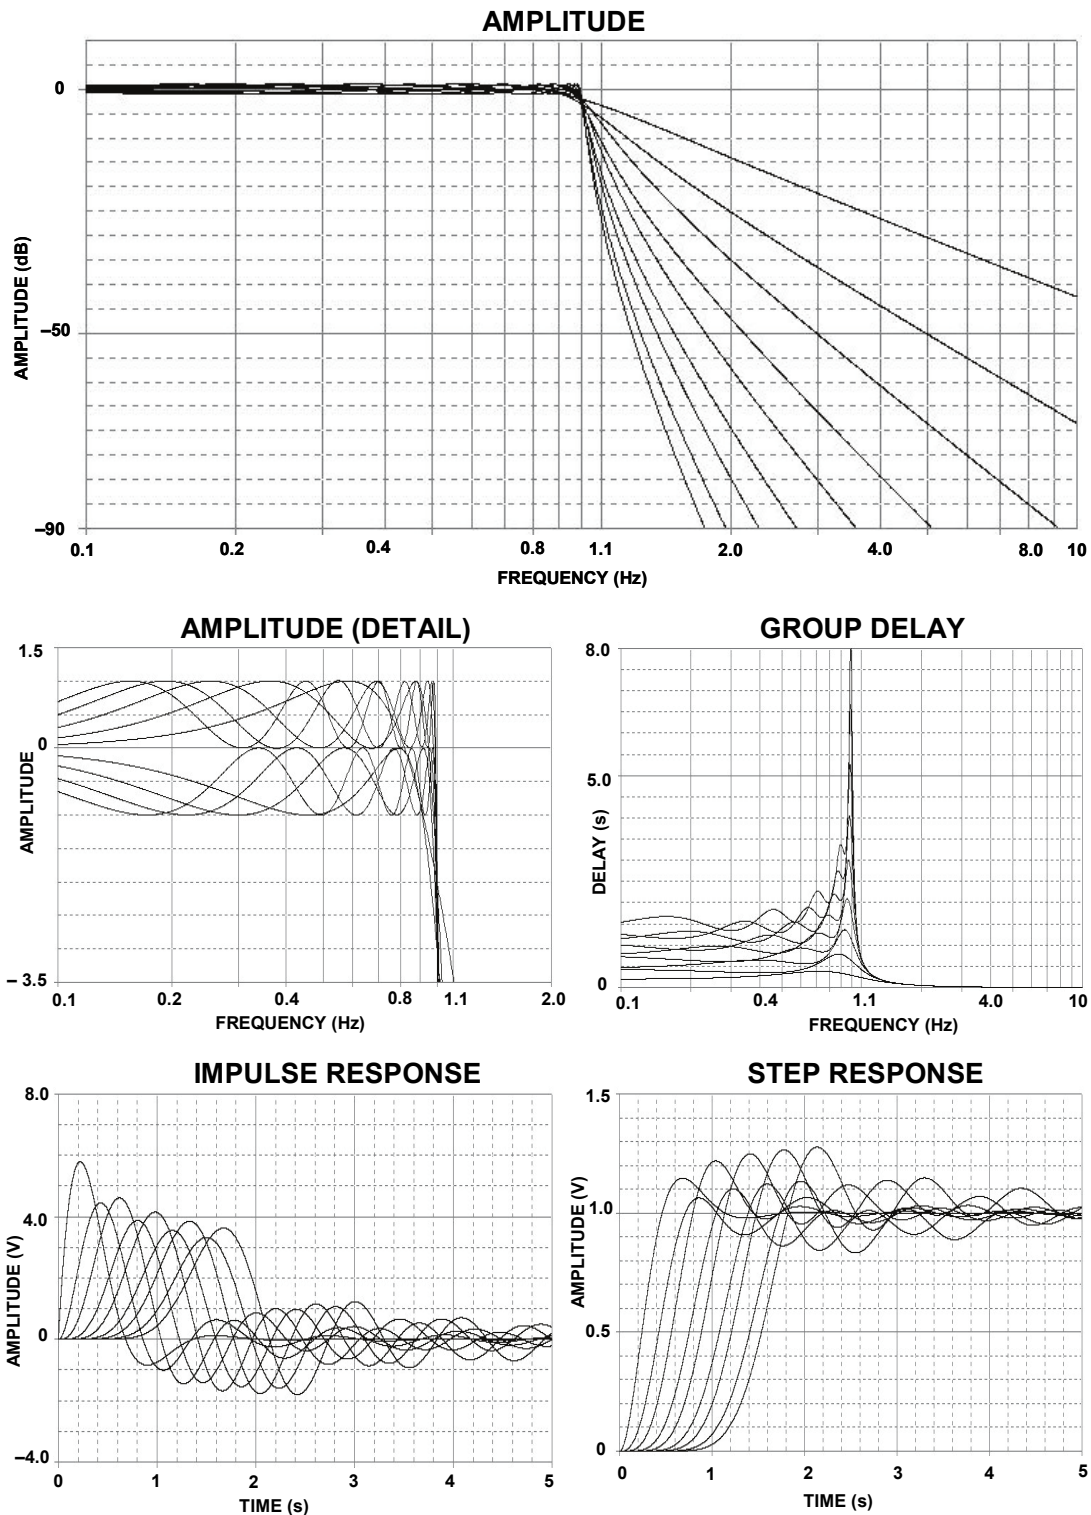 AMPLITUDE
0
–50
–90
AMPLITUDE (dB)
0.1 0.2 0.4 0.8 1.1 2.0 4.0 8.0 10
FREQUENCY (Hz)
AMPLITUDE (DETAIL)
1.5
0
– 3.5
AMPLITUDE
0.1 0.2 0.4 0.8 1.1 2.0
FREQUENCY (Hz)
GROUP DELAY
8.0
5.0
0
DELAY (s)
0.1 0.4 1.1 4.0 10
FREQUENCY (Hz)
IMPULSE RESPONSE
8.0
4.0
0
–4.0
AMPLITUDE (V)
0 1 2 3 4 5
TIME (s)
STEP RESPONSE
1.5
1.0
0.5
0
AMPLITUDE (V)
0 1 2 3 4 5
TIME (s)